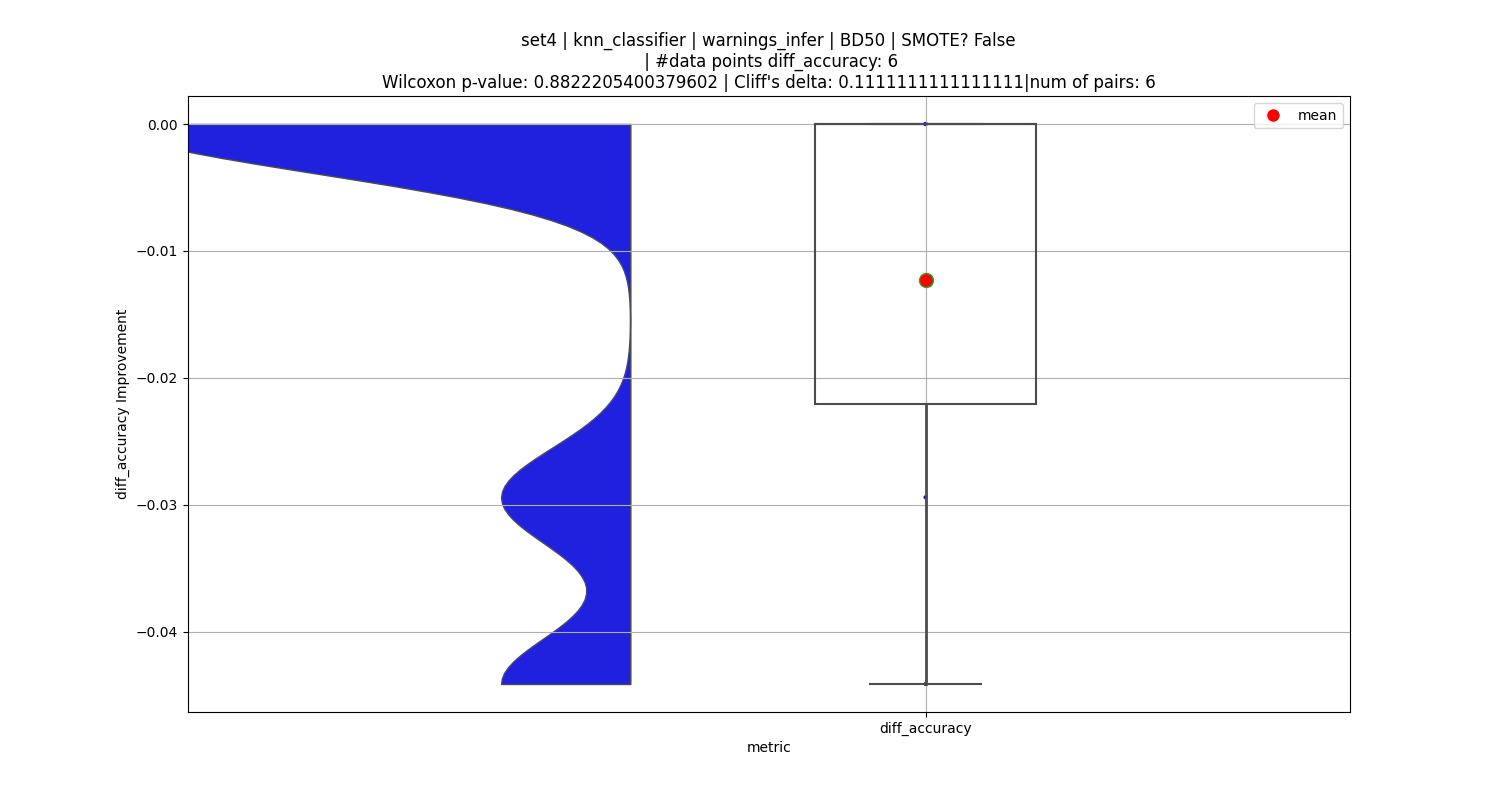 set4 | knn_classifier | warnings_infer | BD50 | SMOTE? False
| #data points diff_accuracy: 6
Wilcoxon p-value: 0.8822205400379602 | Cliff's delta: 0.1111111111111111|num of pairs: 6
mean
0.00
−0.01
−0.02
−0.03
−0.04
diff_accuracy Improvement
diff_accuracy
metric